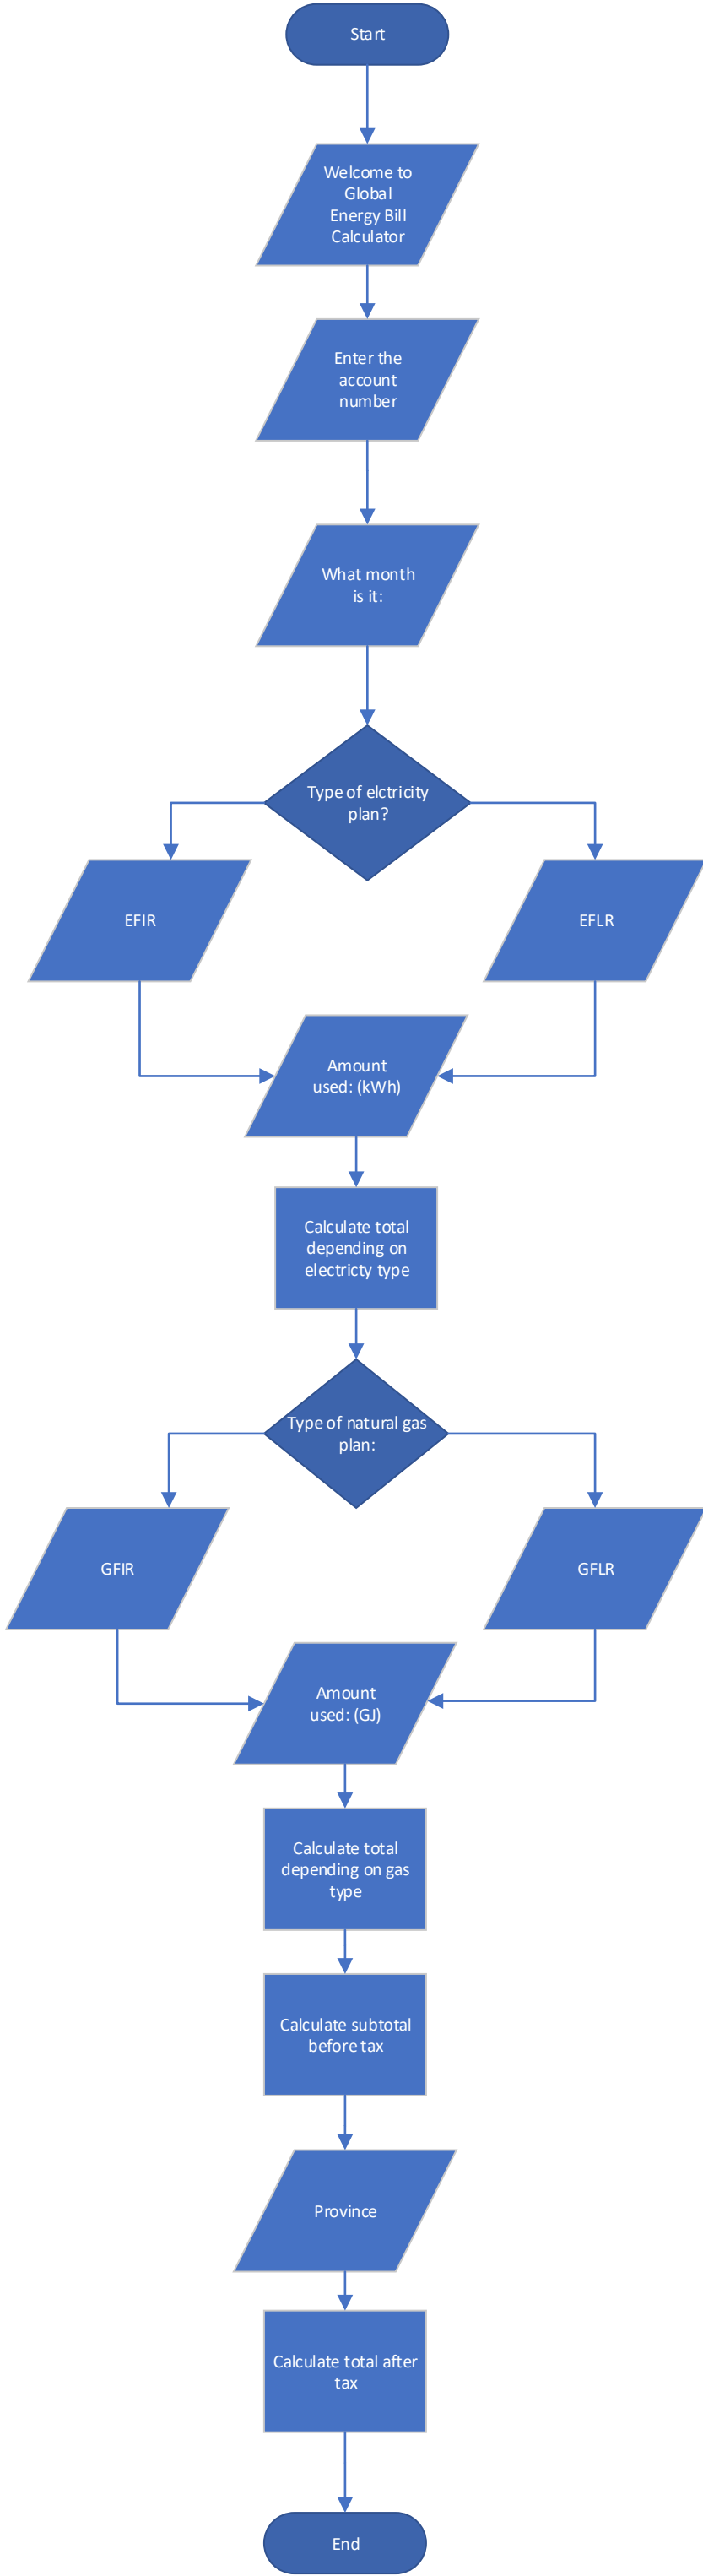 Start
Welcome to
Global
Energy Bill
Calculator
Enter the
account
number
What month
is it:
Type of elctricity
plan?
EFIR
EFLR
Amount
used: (kWh)
Calculate total
depending on
electricty type
Type of natural gas
plan:
GFIR
GFLR
Amount
used: (GJ)
Calculate total
depending on gas
type
Calculate subtotal
before tax
Province
Calculate total after
tax
End